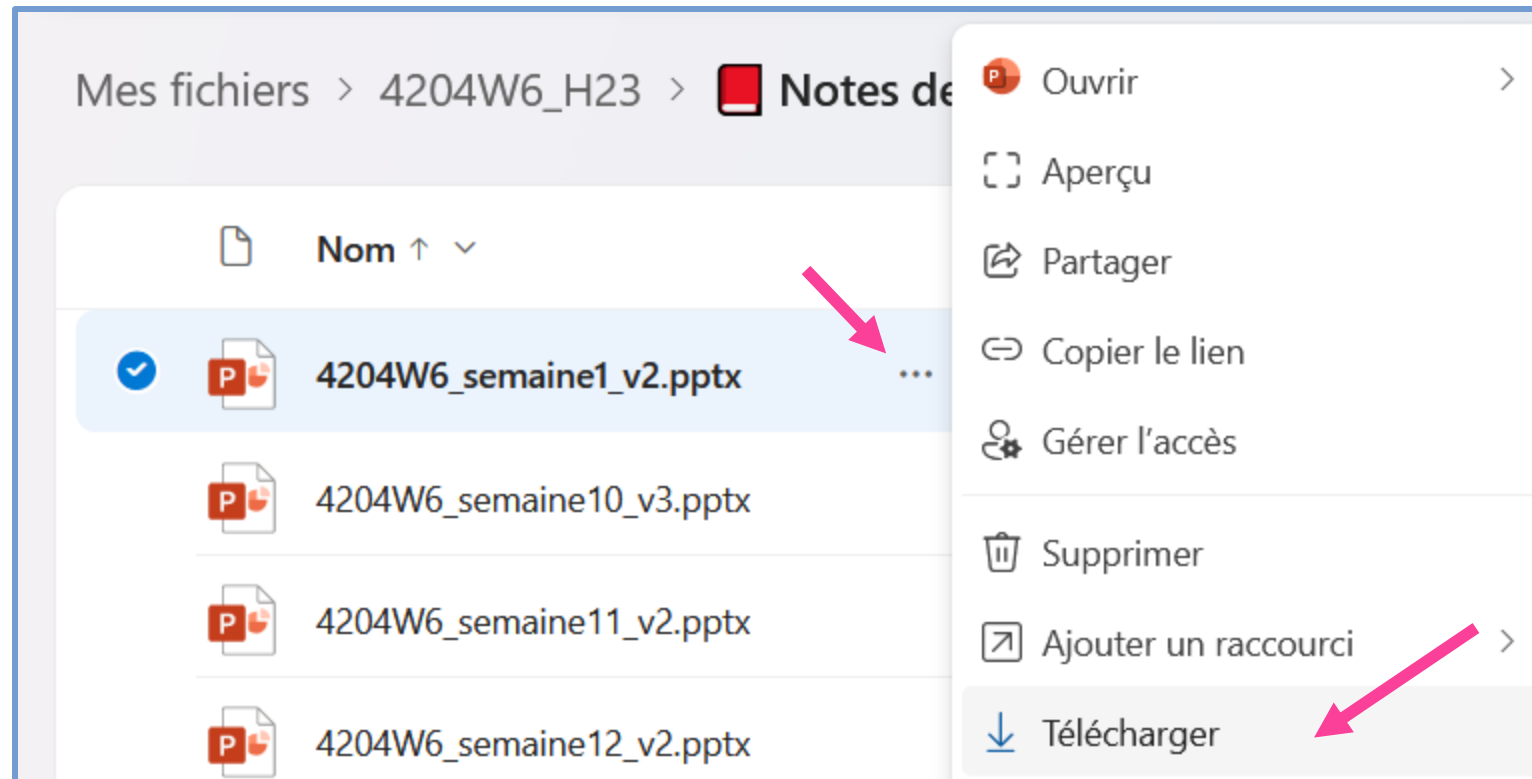 Mes fichiers > 4204W6_H23 > Notes de
Nom
4204W6_semaine1_v2.pptx
4204W6_semaine10_v3.pptx
4204W6_semaine11_v2.pptx
4204W6_semaine12_v2.pptx
Ouvrir
Aperçu
Partager
Copier le lien
Gérer l'accès
Supprimer
Ajouter un raccourci
Télécharger